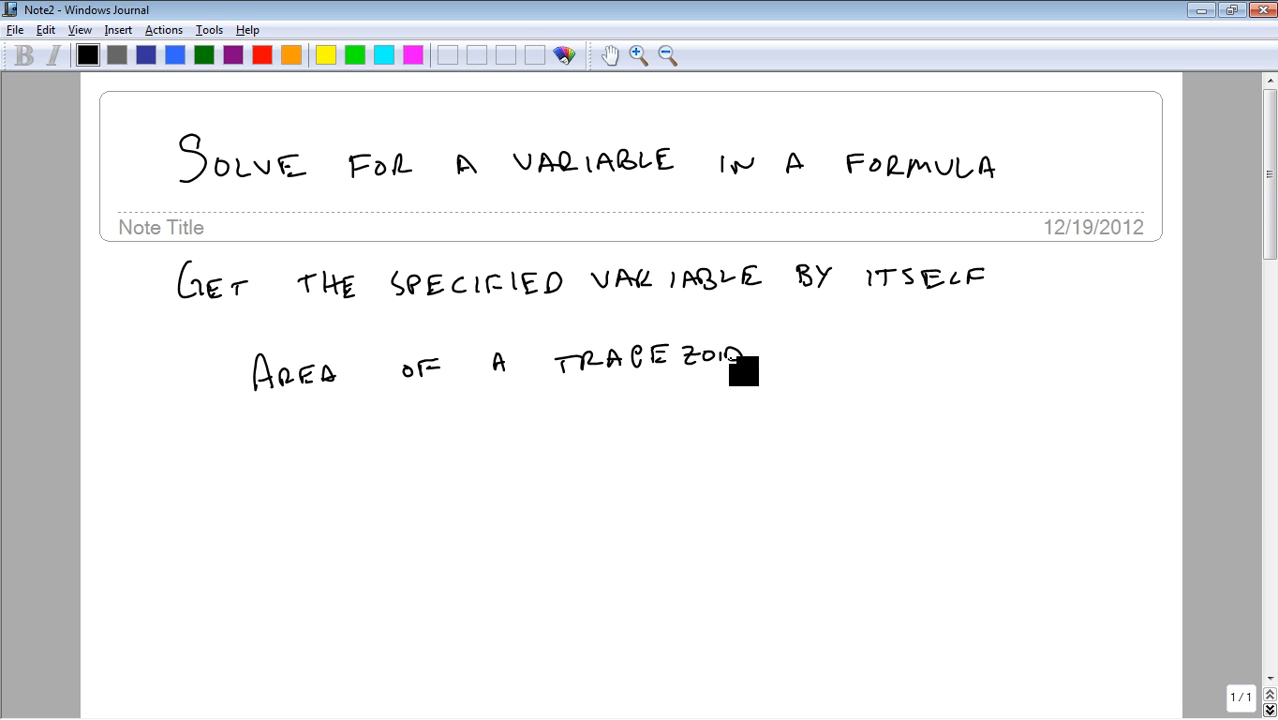 Note2 - Windows Journal
File Edit View Insert Actions Tools Help
B I
SOLVE FOR A VARIABLE IN A FORMULA
Note Title 12/19/2012
GET THE SPECIFIED VARIABLE BY ITSELF
AREA OF A TRAPEZOID
1 / 1